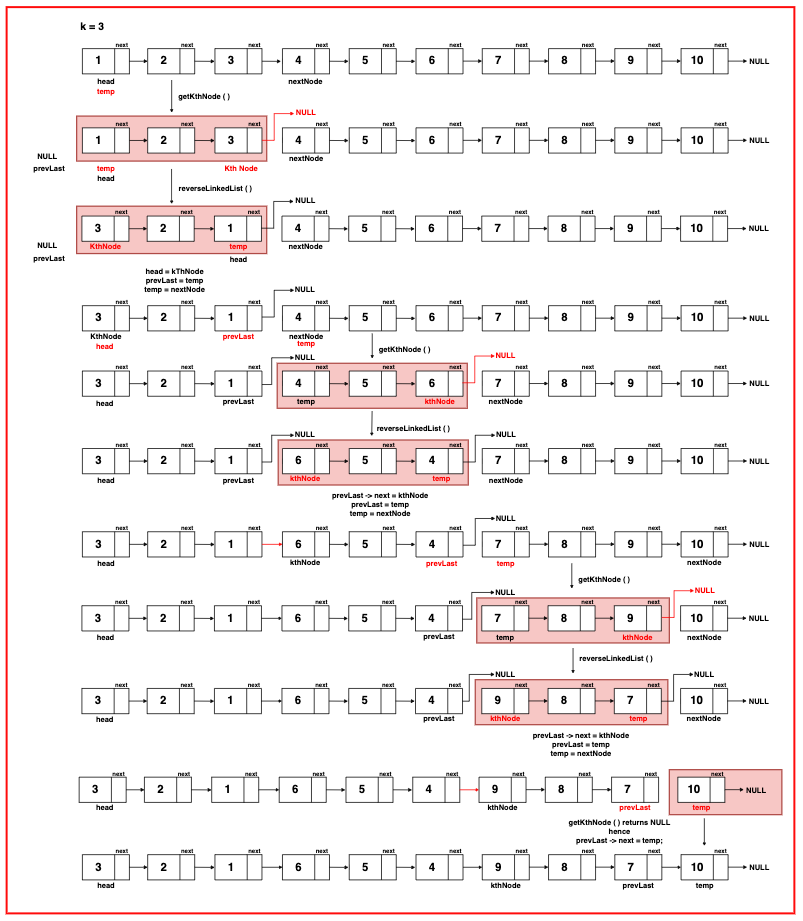 k = 3
next next next next next next next next next next
1 2 3 4 5 6 7 8 9 10 NULL
head nextNode
temp
getKthNode ( )
NULL
next next next next next next next next next next
1 2 3 4 5 6 7 8 9 10 NULL
NULL nextNode
prevLast temp Kth Node
head
reverseLinkedList ( )
NULL
next next next next next next next next next next
3 2 1 4 5 6 7 8 9 10 NULL
NULL KthNode temp nextNode
prevLast head
head = kThNode
prevLast = temp
temp = nextNode
NULL
next next next next next next next next next next
3 2 1 4 5 6 7 8 9 10 NULL
KthNode prevLast nextNode
head temp
getKthNode ( )
NULL NULL
next next next next next next next next next next
3 2 1 4 5 6 7 8 9 10 NULL
head prevLast temp kthNode nextNode
reverseLinkedList ( )
NULL NULL
next next next next next next next next next next
3 2 1 6 5 4 7 8 9 10 NULL
head prevLast kthNode temp nextNode
prevLast -> next = kthNode
prevLast = temp
temp = nextNode
NULL
next next next next next next next next next next
3 2 1 6 5 4 7 8 9 10 NULL
head kthNode prevLast temp nextNode
getKthNode ( )
NULL NULL
next next next next next next next next next next
3 2 1 6 5 4 7 8 9 10 NULL
head prevLast temp kthNode nextNode
reverseLinkedList ( )
NULL NULL
next next next next next next next next next next
3 2 1 6 5 4 9 8 7 10 NULL
head prevLast kthNode temp nextNode
prevLast -> next = kthNode
prevLast = temp
temp = nextNode
next next next next next next next next next next
3 2 1 6 5 4 9 8 7 10 NULL
head kthNode prevLast temp
getKthNode ( ) returns NULL
hence
prevLast -> next = temp;
next next next next next next next next next next
3 2 1 6 5 4 9 8 7 10 NULL
head kthNode prevLast temp